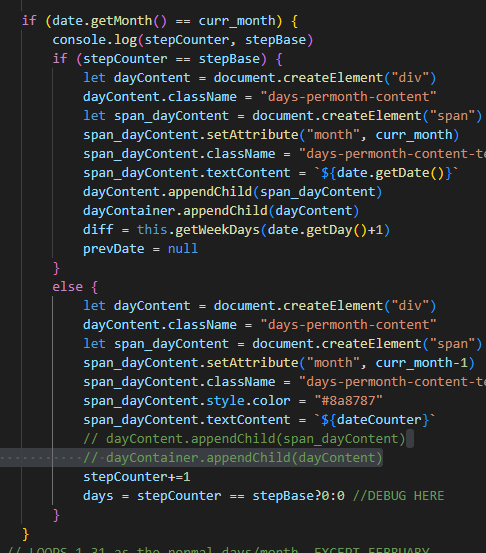 if (date.getMonth() == curr_month) {
console.log(stepCounter, stepBase)
if (stepCounter == stepBase) {
let dayContent = document.createElement("div")
dayContent.className = "days-permonth-content"
let span_dayContent = document.createElement("span")
span_dayContent.setAttribute("month", curr_month)
span_dayContent.className = "days-permonth-content-te
span_dayContent.textContent = `${date.getDate()}`
dayContent.appendChild(span_dayContent)
dayContainer.appendChild(dayContent)
diff = this.getWeekDays(date.getDay()+1)
prevDate = null
}
else {
let dayContent = document.createElement("div")
dayContent.className = "days-permonth-content"
let span_dayContent = document.createElement("span")
span_dayContent.setAttribute("month", curr_month-1)
span_dayContent.className = "days-permonth-content-te
span_dayContent.style.color = "#8a8787"
span_dayContent.textContent = `${dateCounter}`
// dayContent.appendChild(span_dayContent)
// dayContainer.appendChild(dayContent)
stepCounter+=1
days = stepCounter == stepBase?0:0 //DEBUG HERE
}
}
// LOOPS 1-31 as the normal days/month, EXCEPT FEBRUARY